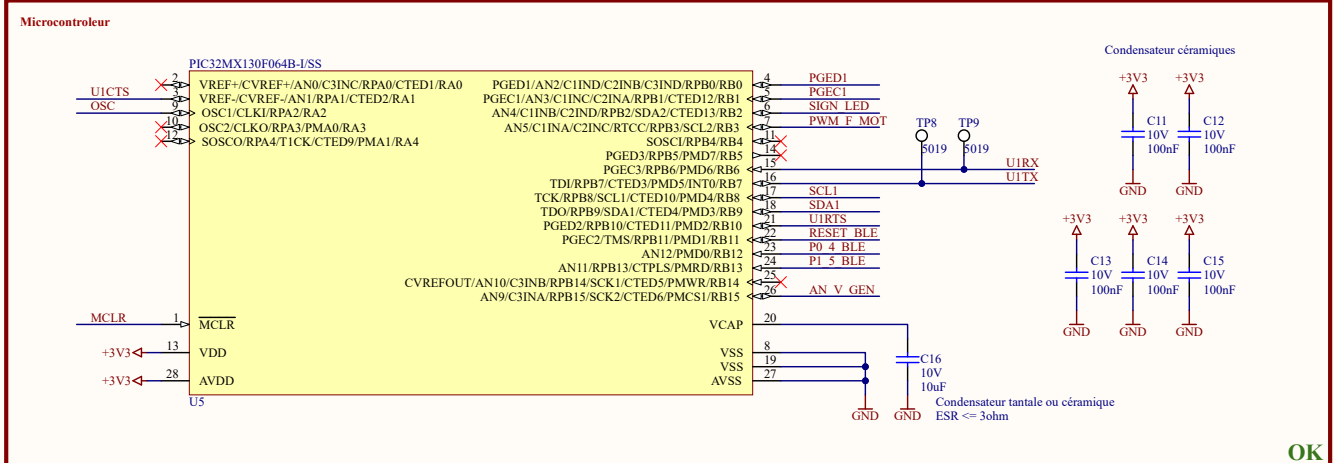 Microcontroleur
PIC32MX130F064B-I/SS
2 VREF+/CVREF+/AN0/C3INC/RPA0/CTED1/RA0
U1CTS 3 VREF-/CVREF-/AN1/RPA1/CTED2/RA1
OSC 9 OSC1/CLKI/RPA2/RA2
10 OSC2/CLKO/RPA3/PMA0/RA3
12 SOSCO/RPA4/T1CK/CTED9/PMA1/RA4
PGED1/AN2/C1IND/C2INB/C3IND/RPB0/RB0 4 PGED1
PGEC1/AN3/C1INC/C2INA/RPB1/CTED12/RB1 5 PGEC1
AN4/C1INB/C2IND/RPB2/SDA2/CTED13/RB2 6 SIGN_LED
AN5/C1INA/C2INC/RTCC/RPB3/SCL2/RB3 7 PWM_F_MOT
SOSCI/RPB4/RB4 11
PGED3/RPB5/PMD7/RB5 14
PGEC3/RPB6/PMD6/RB6 15 U1RX
TDI/RPB7/CTED3/PMD5/INT0/RB7 16 U1TX
TCK/RPB8/SCL1/CTED10/PMD4/RB8 17 SCL1
TDO/RPB9/SDA1/CTED4/PMD3/RB9 18 SDA1
PGED2/RPB10/CTED11/PMD2/RB10 21 U1RTS
PGEC2/TMS/RPB11/PMD1/RB11 22 RESET_BLE
AN12/PMD0/RB12 23 P0_4_BLE
AN11/RPB13/CTPLS/PMRD/RB13 24 P1_5_BLE
CVREFOUT/AN10/C3INB/RPB14/SCK1/CTED5/PMWR/RB14 25
AN9/C3INA/RPB15/SCK2/CTED6/PMCS1/RB15 26 AN_V_GEN
TP8 TP9
5019 5019
MCLR 1 MCLR
+3V3 13 VDD
+3V3 28 AVDD
VCAP 20
VSS 8
VSS 19
AVSS 27
U5
GND GND
C16
10V
10uF
Condensateur tantale ou céramique
ESR <= 3ohm
Condensateur céramiques
+3V3 +3V3
C11 C12
10V 10V
100nF 100nF
GND GND
+3V3 +3V3 +3V3
C13 C14 C15
10V 10V 10V
100nF 100nF 100nF
GND GND GND
OK